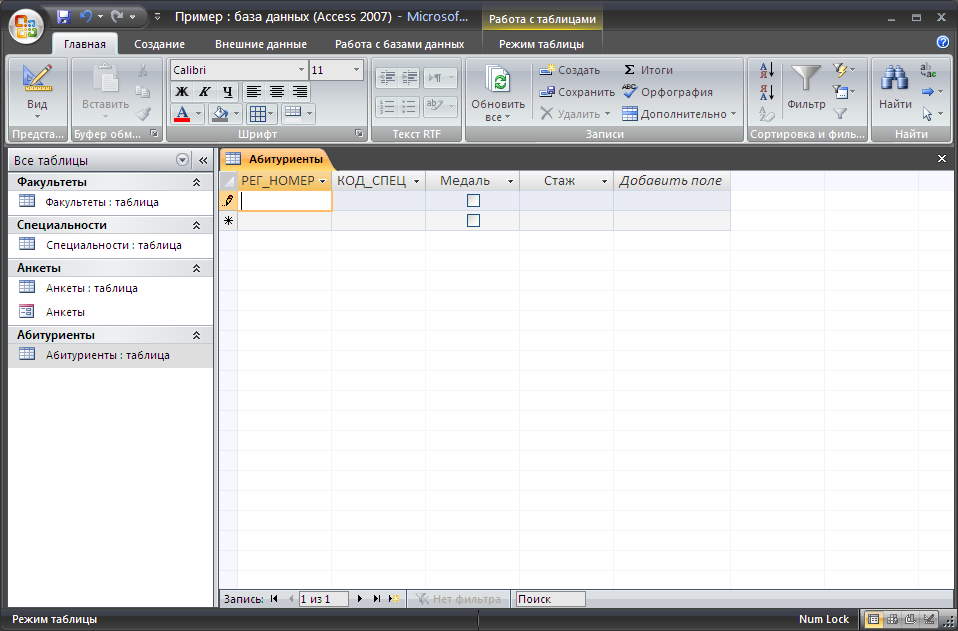 Пример : база данных (Access 2007) - Microsof...
Работа с таблицами
Главная Создание Внешние данные Работа с базами данных Режим таблицы
Вид
Предста...
Вставить
Буфер обм...
Calibri 11
Ж К Ч
А
Шрифт
Текст RTF
Обновить все
Создать
Сохранить
Удалить
Итоги
Орфография
Дополнительно
Записи
Фильтр
Сортировка и филь...
Найти
Найти
Все таблицы
Факультеты
Факультеты : таблица
Специальности
Специальности : таблица
Анкеты
Анкеты : таблица
Анкеты
Абитуриенты
Абитуриенты : таблица
Абитуриенты
РЕГ_НОМЕР КОД_СПЕЦ Медаль Стаж Добавить поле
Запись: 1 из 1 Нет фильтра Поиск
Режим таблицы
Num Lock